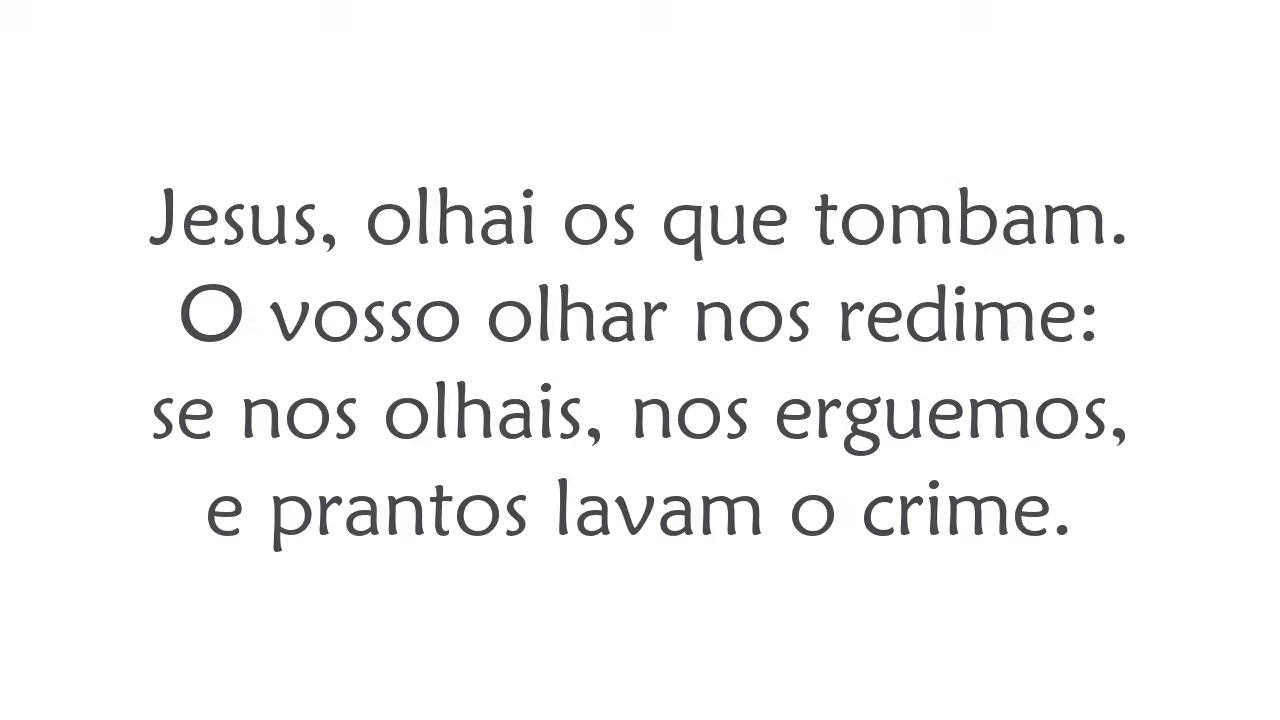 Jesus, olhai os que tombam.
O vosso olhar nos redime:
se nos olhais, nos erguemos,
e prantos lavam o crime.